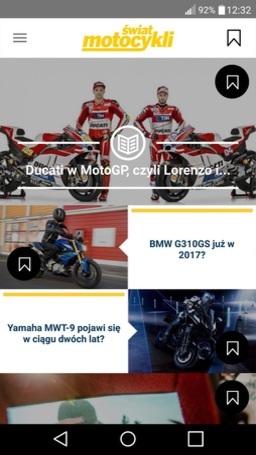 92% 12:32
świat
motocykli
Ducati w MotoGP, czyli Lorenzo i...
BMW G310GS już w
2017?
Yamaha MWT-9 pojawi się
w ciągu dwóch lat?